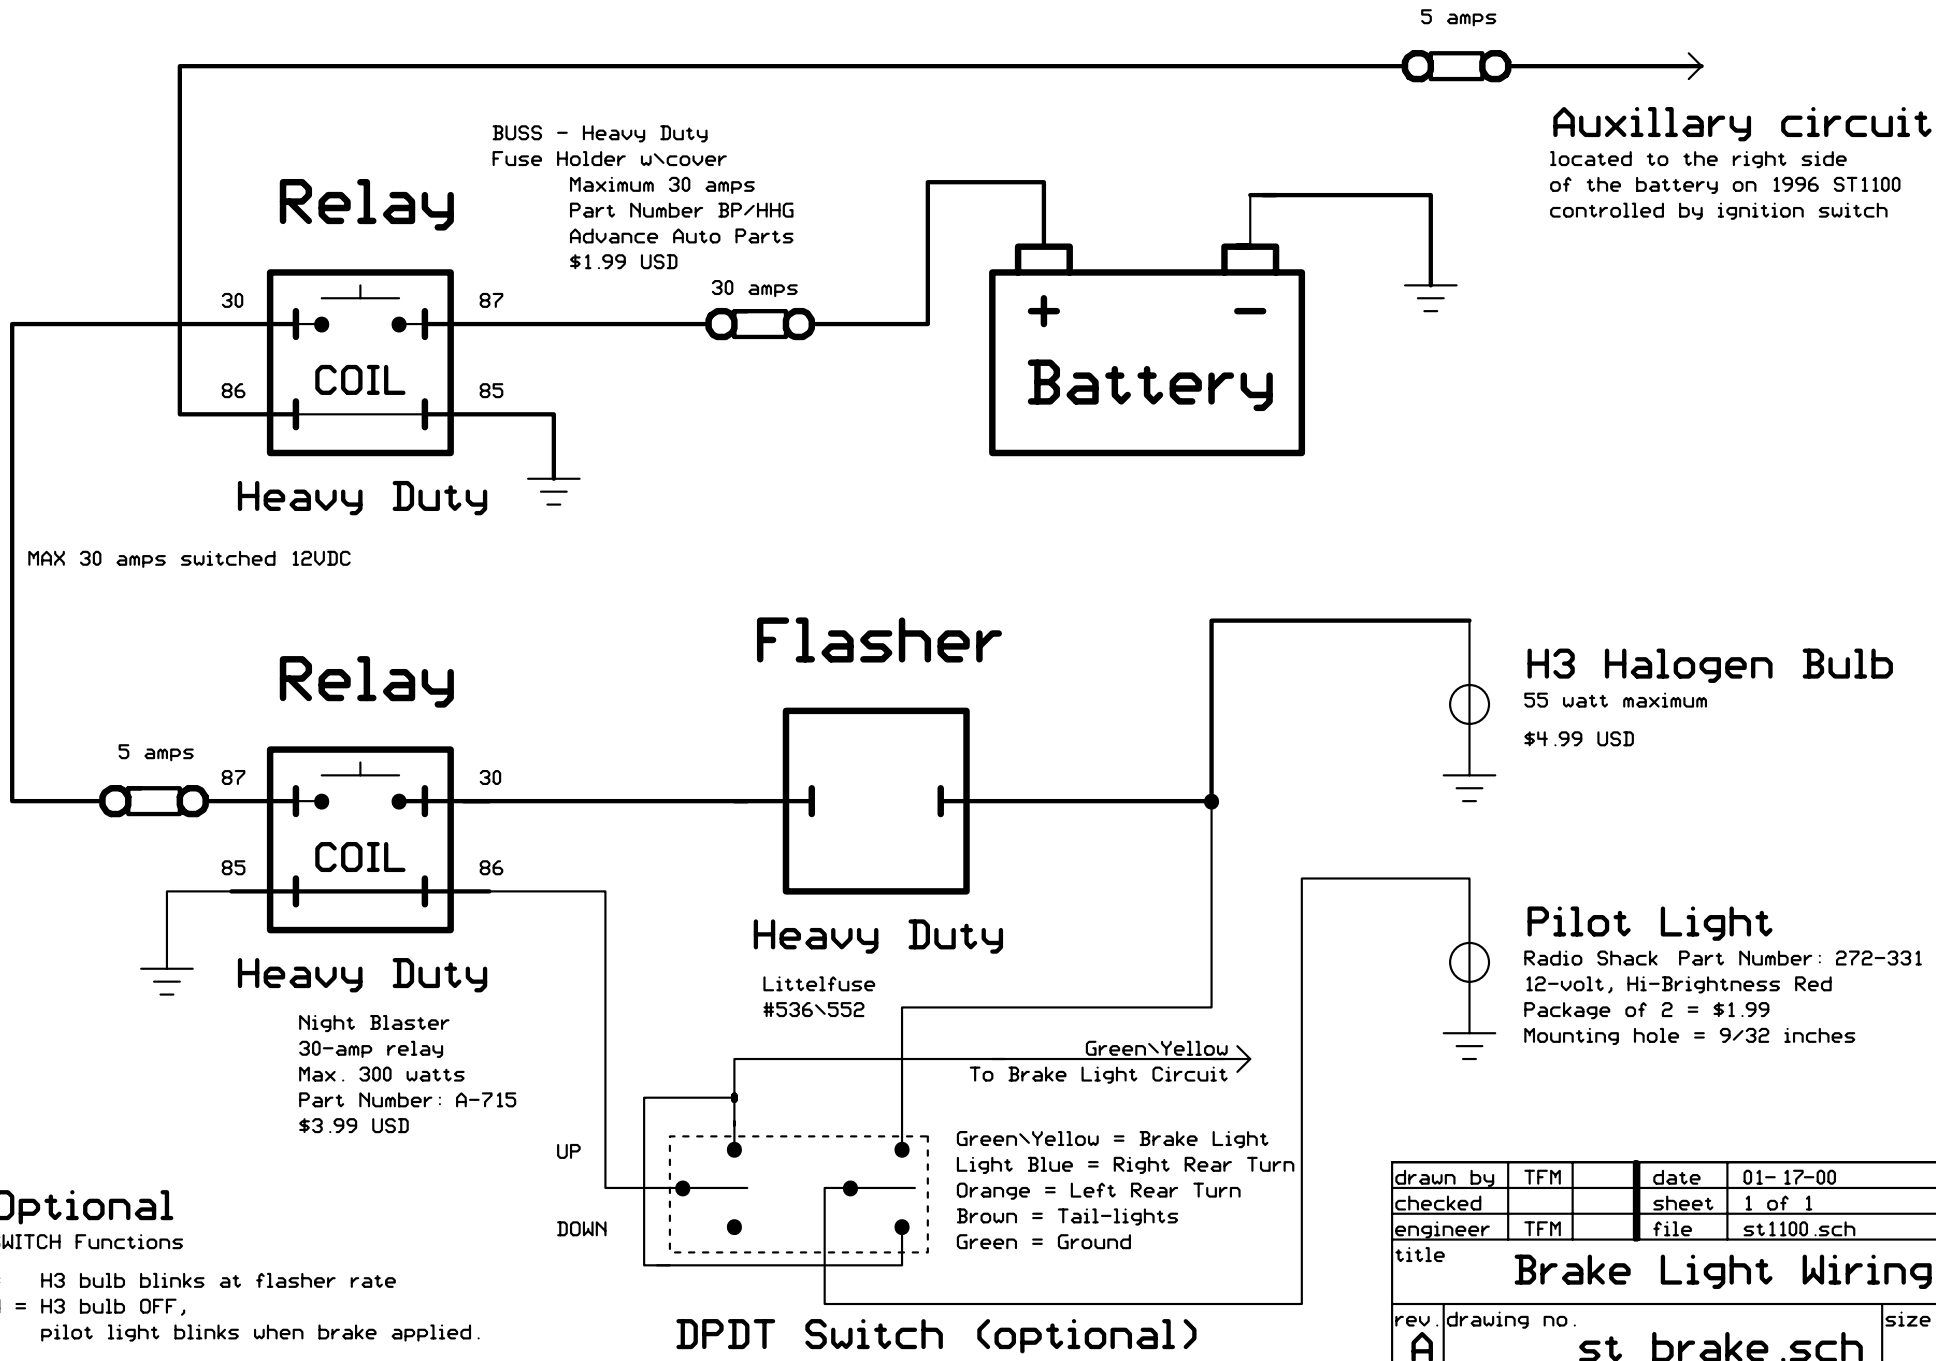 5 amps
Auxillary circuit
located to the right side
of the battery on 1996 ST1100
controlled by ignition switch
BUSS - Heavy Duty
Fuse Holder w\cover
Maximum 30 amps
Part Number BP/HHG
Advance Auto Parts
$1.99 USD
Relay
30
87
30 amps
COIL
86
85
Heavy Duty
+
-
Battery
MAX 30 amps switched 12VDC
Relay
5 amps
87
30
COIL
85
86
Heavy Duty
Night Blaster
30-amp relay
Max. 300 watts
Part Number: A-715
$3.99 USD
Flasher
Heavy Duty
Littelfuse
#536\552
H3 Halogen Bulb
55 watt maximum
$4.99 USD
Pilot Light
Radio Shack Part Number: 272-331
12-volt, Hi-Brightness Red
Package of 2 = $1.99
Mounting hole = 9/32 inches
Green\Yellow
To Brake Light Circuit
UP
DOWN
Green\Yellow = Brake Light
Light Blue = Right Rear Turn
Orange = Left Rear Turn
Brown = Tail-lights
Green = Ground
DPDT Switch (optional)
Optional
SWITCH Functions
H3 bulb blinks at flasher rate
= H3 bulb OFF,
pilot light blinks when brake applied.
drawn by TFM date 01-17-00
checked sheet 1 of 1
engineer TFM file st1100.sch
title
Brake Light Wiring
rev. drawing no. size
A st brake.sch